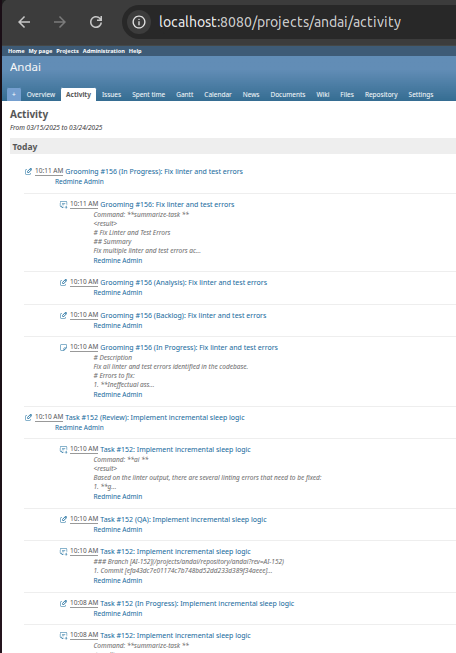 localhost:8080/projects/andai/activity
Home My page Projects Administration Help
Andai
+ Overview Activity Issues Spent time Gantt Calendar News Documents Wiki Files Repository Settings
Activity
From 03/15/2025 to 03/24/2025
Today
10:11 AM Grooming #156 (In Progress): Fix linter and test errors
Redmine Admin
10:11 AM Grooming #156: Fix linter and test errors
Command: **summarize-task **
<result>
# Fix Linter and Test Errors
## Summary
Fix multiple linter and test errors ac...
Redmine Admin
10:10 AM Grooming #156 (Analysis): Fix linter and test errors
Redmine Admin
10:10 AM Grooming #156 (Backlog): Fix linter and test errors
Redmine Admin
10:10 AM Grooming #156 (In Progress): Fix linter and test errors
# Description
Fix all linter and test errors identified in the codebase.
# Errors to fix:
1. **Ineffectual ass...
Redmine Admin
10:10 AM Task #152 (Review): Implement incremental sleep logic
Redmine Admin
10:10 AM Task #152: Implement incremental sleep logic
Command: **ai **
<result>
Based on the linter output, there are several linting errors that need to be fixed:
1. **g...
Redmine Admin
10:10 AM Task #152 (QA): Implement incremental sleep logic
Redmine Admin
10:10 AM Task #152: Implement incremental sleep logic
### Branch [AI-152](/projects/andai/repository/andai?rev=AI-152)
1. Commit
Redmine Admin
10:08 AM Task #152 (In Progress): Implement incremental sleep logic
Redmine Admin
10:08 AM Task #152: Implement incremental sleep logic
Command: **summarize-task **